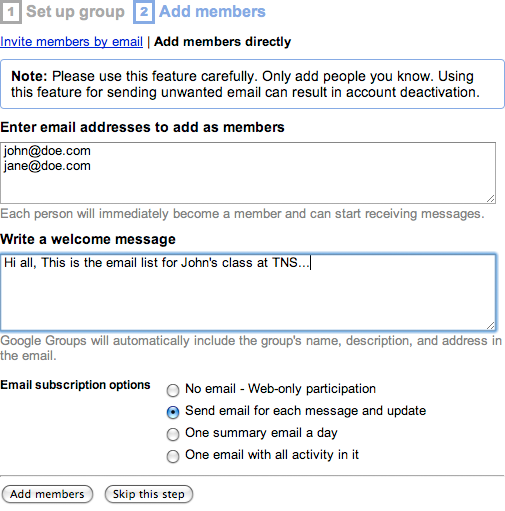 1 Set up group 2 Add members
Invite members by email | Add members directly
Note: Please use this feature carefully. Only add people you know. Using
this feature for sending unwanted email can result in account deactivation.
Enter email addresses to add as members
john@doe.com
jane@doe.com
Each person will immediately become a member and can start receiving messages.
Write a welcome message
Hi all, This is the email list for John's class at TNS...
Google Groups will automatically include the group's name, description, and address in
the email.
Email subscription options
No email - Web-only participation
Send email for each message and update
One summary email a day
One email with all activity in it
Add members Skip this step